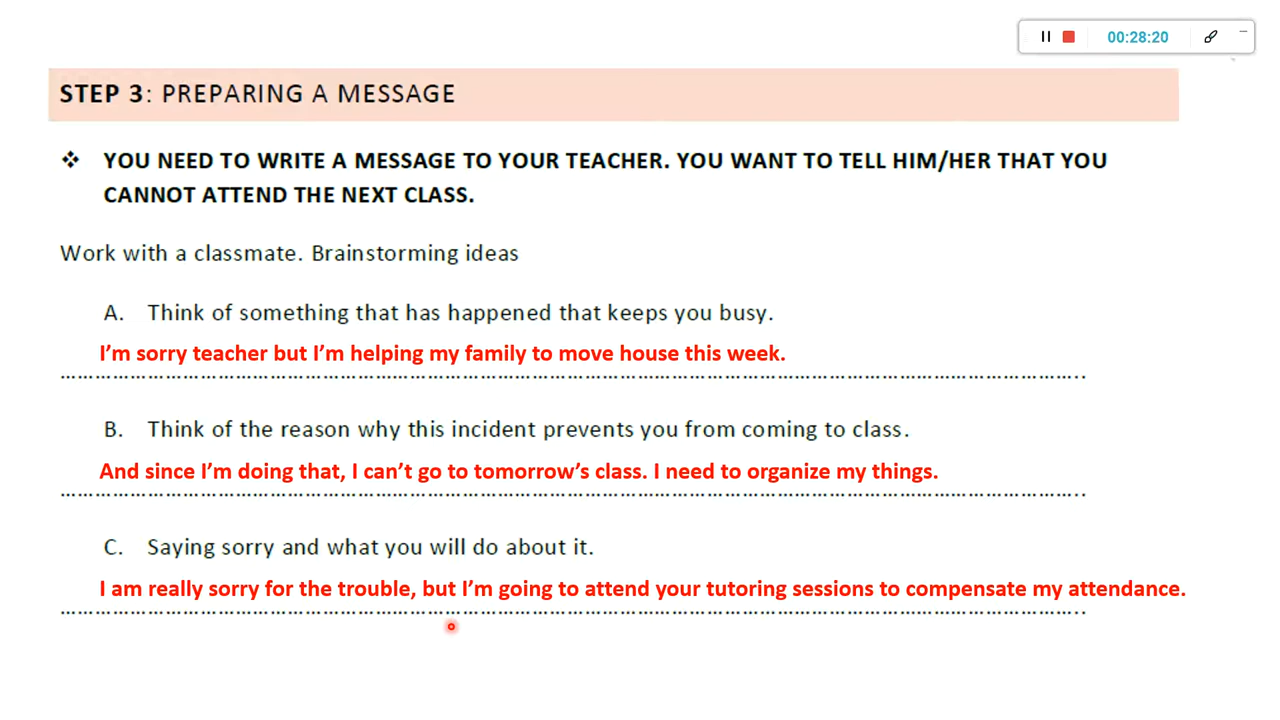 00:28:20
STEP 3: PREPARING A MESSAGE
❖ YOU NEED TO WRITE A MESSAGE TO YOUR TEACHER. YOU WANT TO TELL HIM/HER THAT YOU
CANNOT ATTEND THE NEXT CLASS.
Work with a classmate. Brainstorming ideas
A. Think of something that has happened that keeps you busy.
I'm sorry teacher but I'm helping my family to move house this week.
B. Think of the reason why this incident prevents you from coming to class.
And since I'm doing that, I can't go to tomorrow's class. I need to organize my things.
C. Saying sorry and what you will do about it.
I am really sorry for the trouble, but I'm going to attend your tutoring sessions to compensate my attendance.